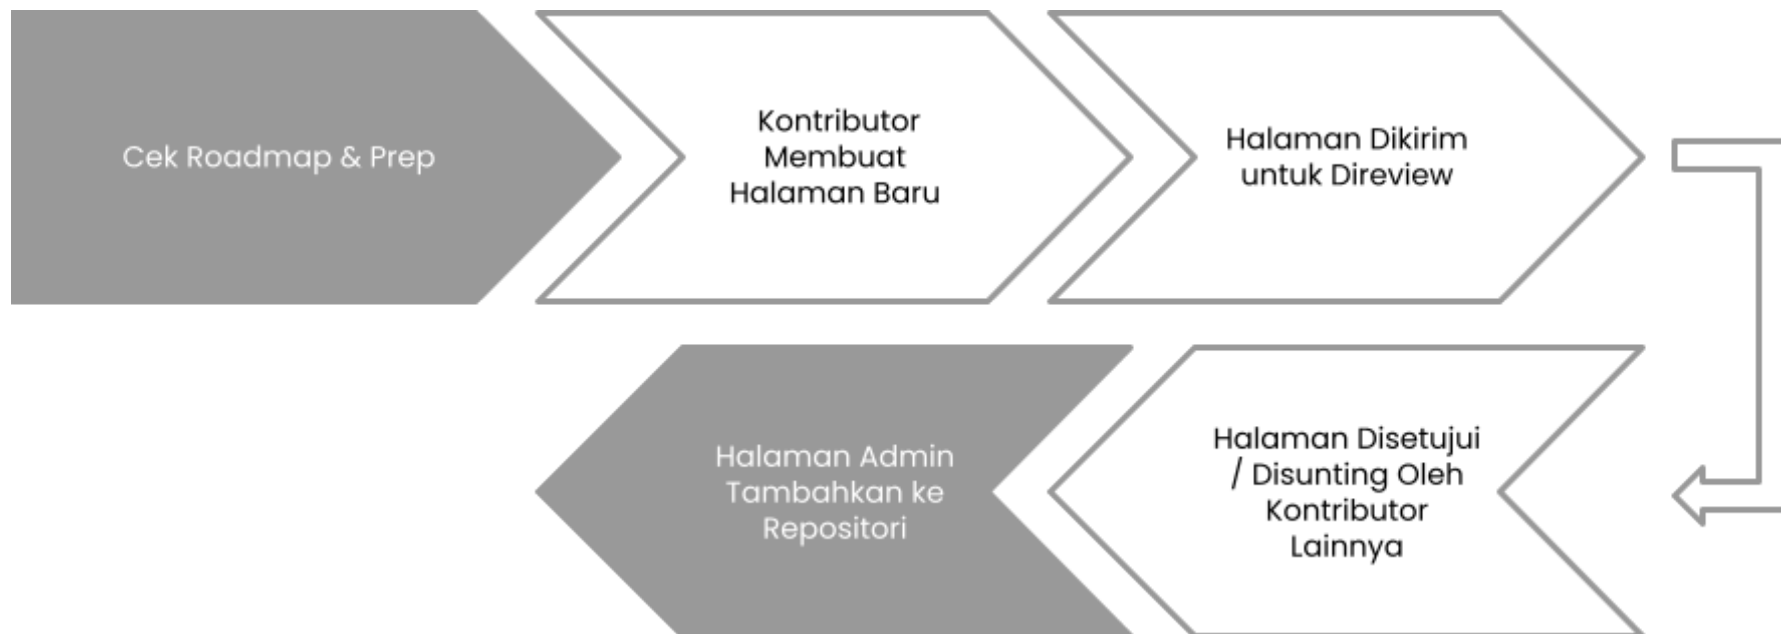 Cek Roadmap & Prep
Kontributor
Membuat
Halaman Baru
Halaman Dikirim
untuk Direview
Halaman Disetujui
/ Disunting Oleh
Kontributor
Lainnya
Halaman Admin
Tambahkan ke
Repositori